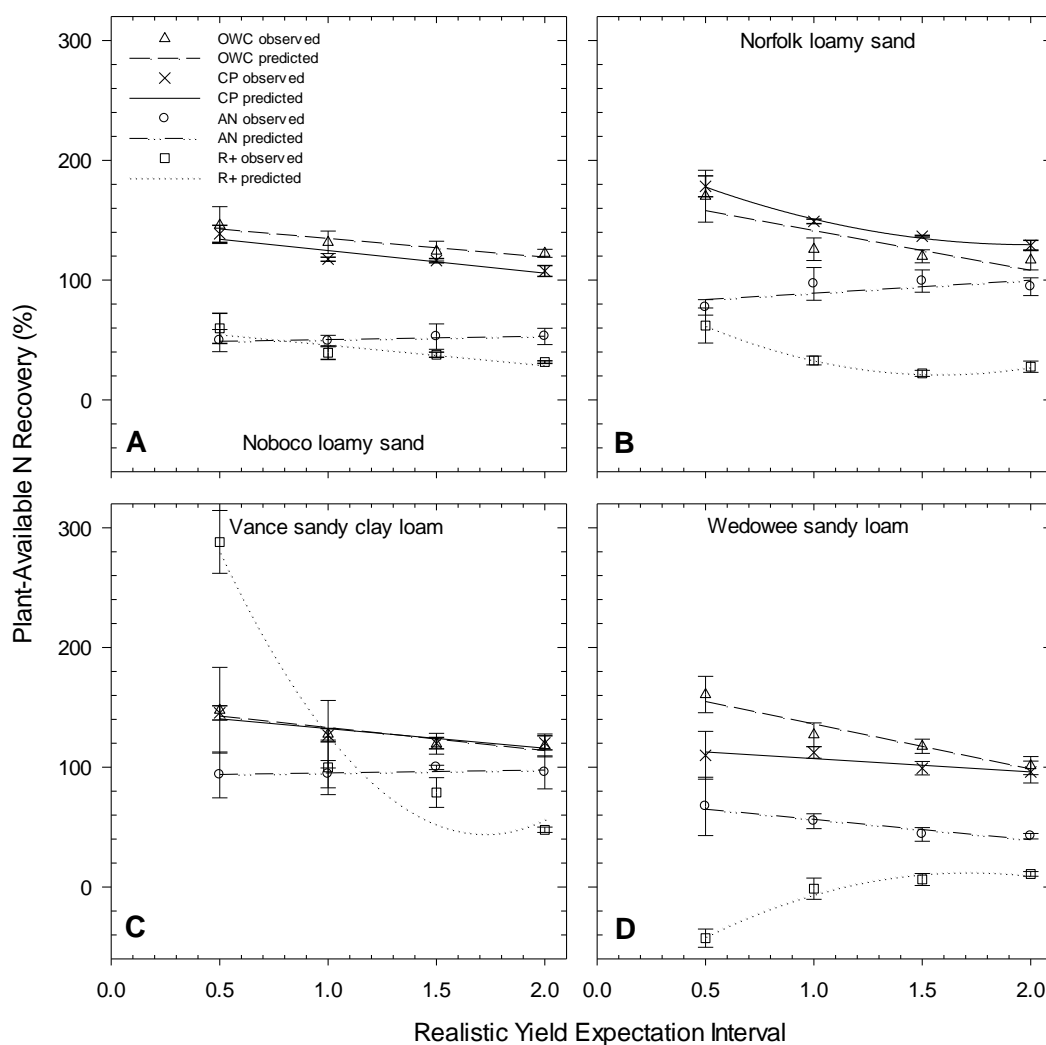 Plant-Available N Recovery (%)
300
200
100
0
OWC observed
OWC predicted
CP observed
CP predicted
AN observed
AN predicted
R+ observed
R+ predicted
A
Noboco loamy sand
Norfolk loamy sand
B
300
200
100
0
Vance sandy clay loam
C
Wedowee sandy loam
D
0.0 0.5 1.0 1.5 2.0
0.0 0.5 1.0 1.5 2.0
Realistic Yield Expectation Interval